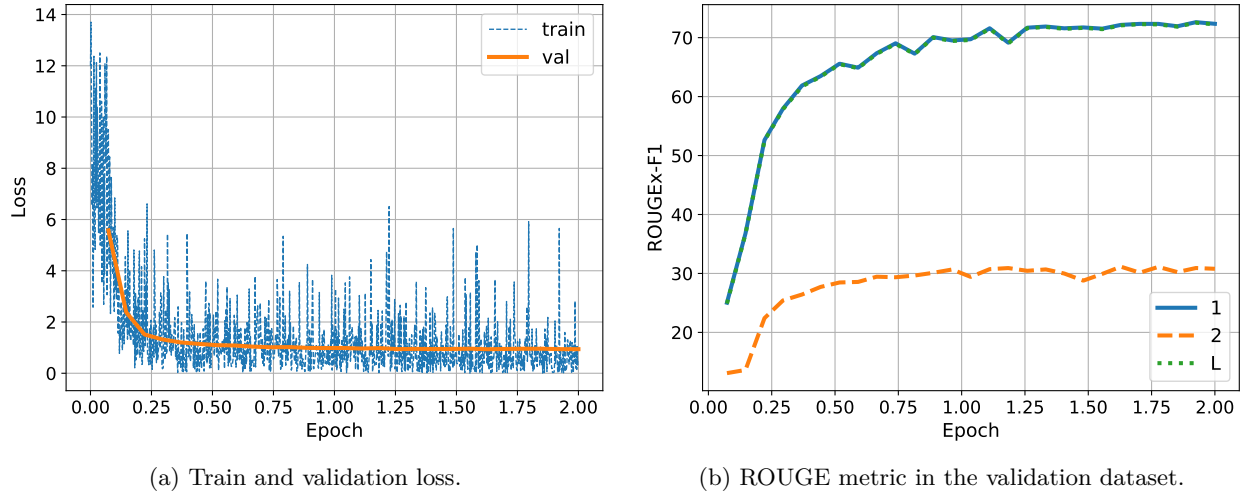 14
12
10
8
6
4
2
0
Loss
0.00 0.25 0.50 0.75 1.00 1.25 1.50 1.75 2.00
Epoch
train
val
(a) Train and validation loss.
70
60
50
40
30
20
ROUGEx-F1
0.00 0.25 0.50 0.75 1.00 1.25 1.50 1.75 2.00
Epoch
1
2
L
(b) ROUGE metric in the validation dataset.